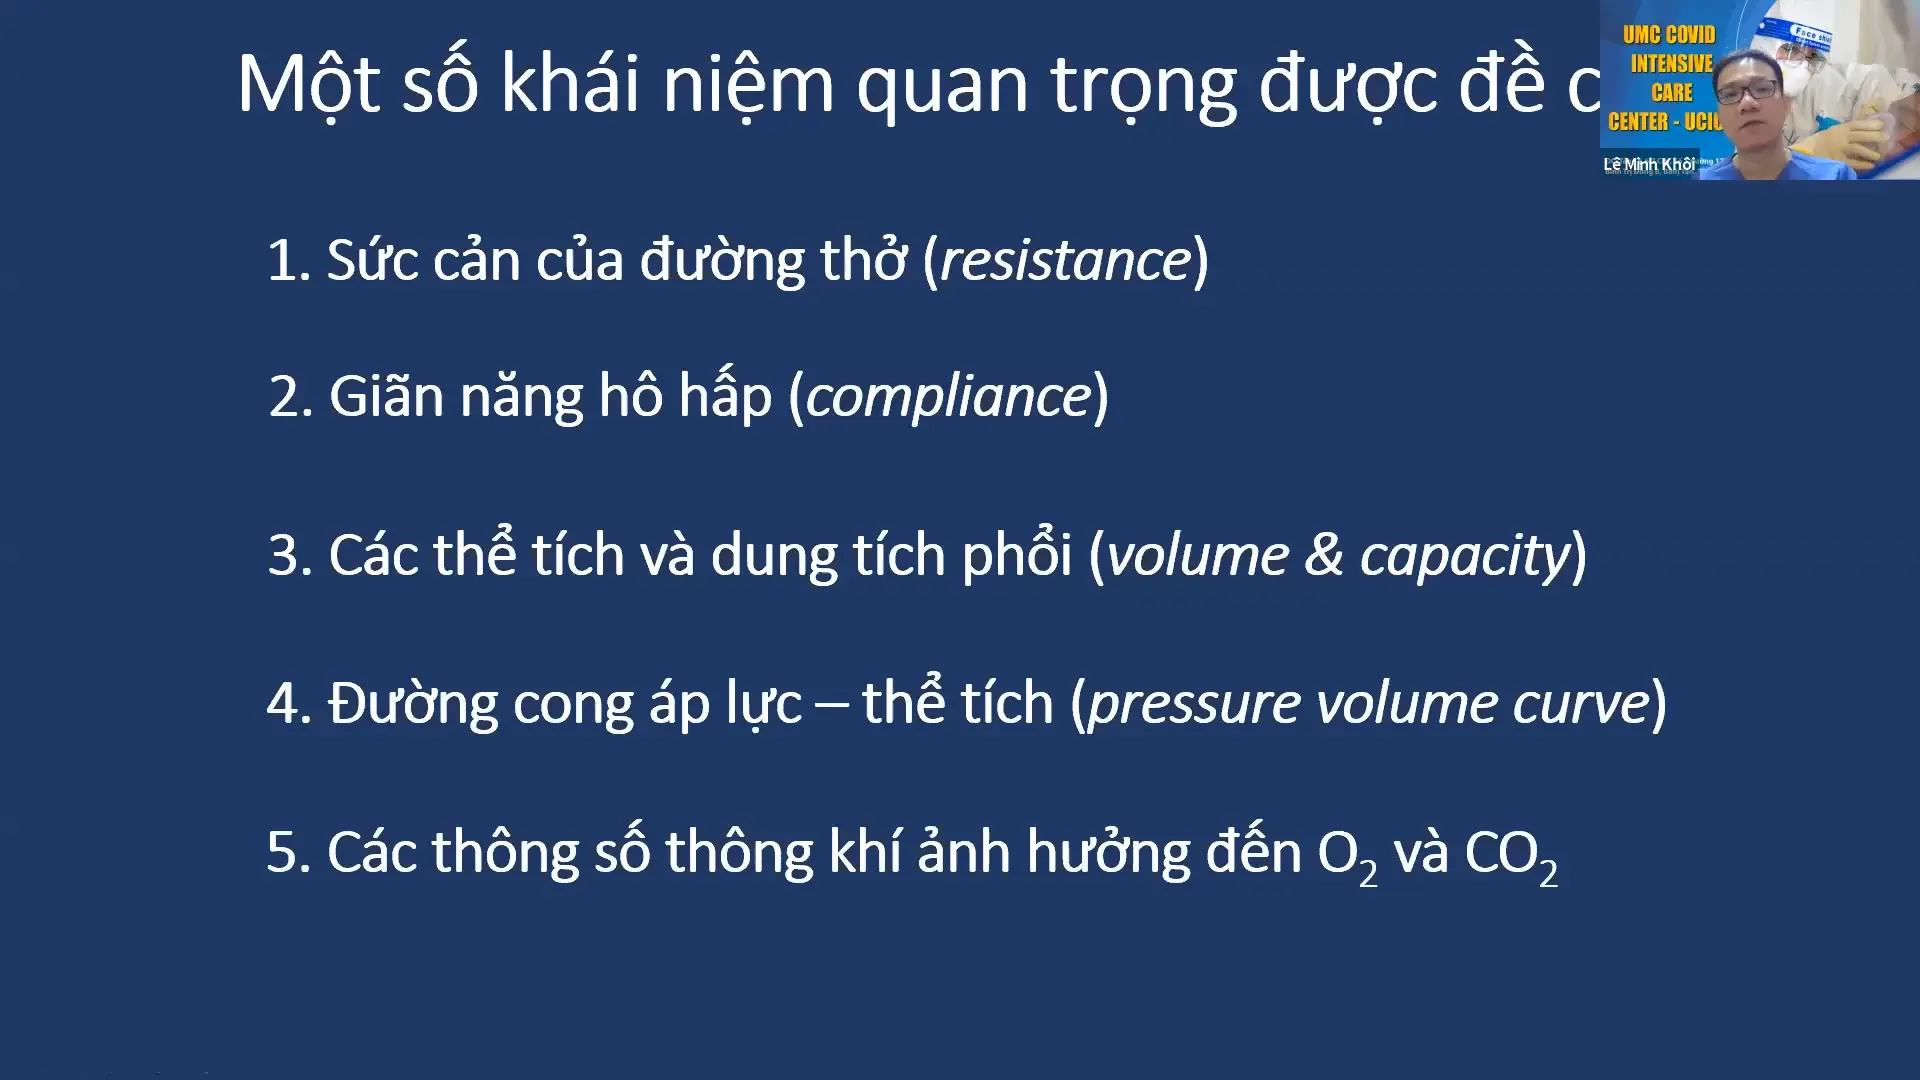 Một số khái niệm quan trọng được đề c
UMC COVID
INTENSIVE
CARE
CENTER - UCIC
Face shield
Lê Minh Khôi
1. Sức cản của đường thở (resistance)
2. Giãn năng hô hấp (compliance)
3. Các thể tích và dung tích phổi (volume & capacity)
4. Đường cong áp lực – thể tích (pressure volume curve)
5. Các thông số thông khí ảnh hưởng đến O₂ và CO₂